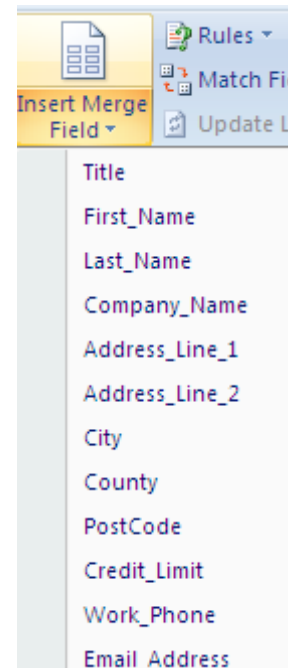 Rules
Match Fi
Insert Merge
Field
Update L
Title
First_Name
Last_Name
Company_Name
Address_Line_1
Address_Line_2
City
County
PostCode
Credit_Limit
Work_Phone
Email_Address